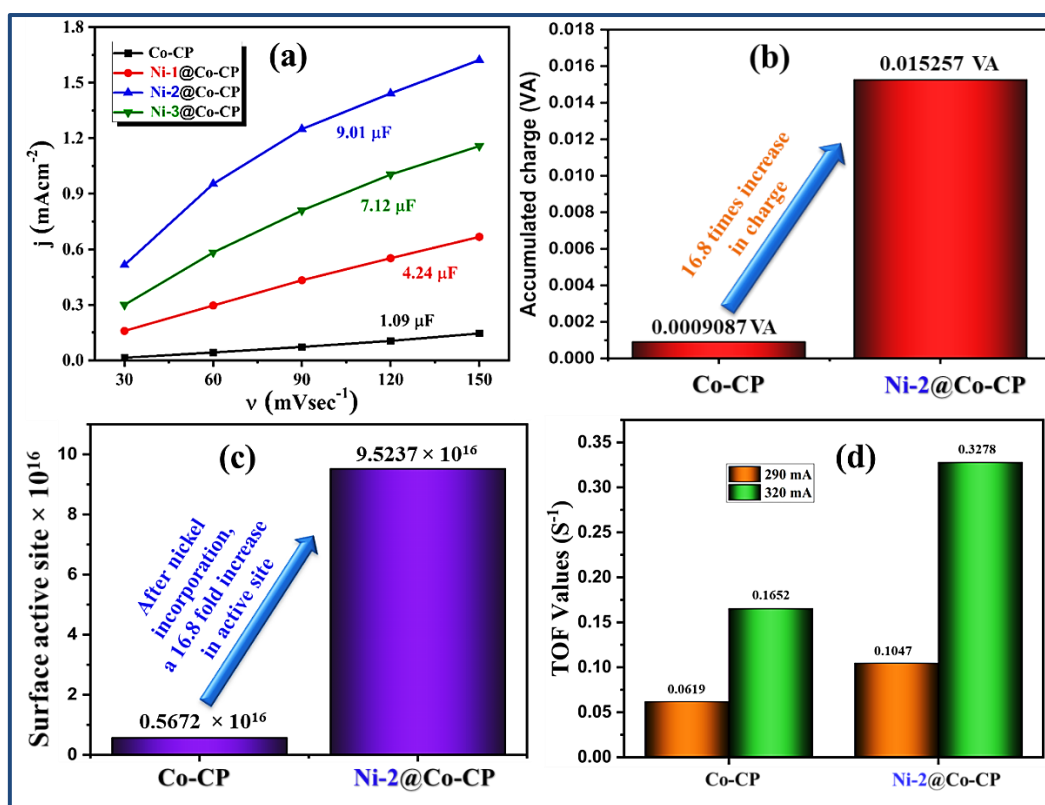 (a)
Co-CP
Ni-1@Co-CP
Ni-2@Co-CP
Ni-3@Co-CP
9.01 µF
7.12 µF
4.24 µF
1.09 µF
j (mAcm⁻²)
1.8
1.5
1.2
0.9
0.6
0.3
0.0
30 60 90 120 150
ν (mVsec⁻¹)
(b)
Accumulated charge (VA)
0.018
0.016
0.014
0.012
0.010
0.008
0.006
0.004
0.002
0.000
0.015257 VA
16.8 times increase
in charge
0.0009087 VA
Co-CP Ni-2@Co-CP
(c)
Surface active site × 10¹⁶
10
8
6
4
2
0
9.5237 × 10¹⁶
After nickel
incorporation,
a 16.8 fold increase
in active site
0.5672 × 10¹⁶
Co-CP Ni-2@Co-CP
(d)
TOF Values (S⁻¹)
0.35
0.30
0.25
0.20
0.15
0.10
0.05
0.00
290 mA
320 mA
0.3278
0.1652
0.1047
0.0619
Co-CP Ni-2@Co-CP